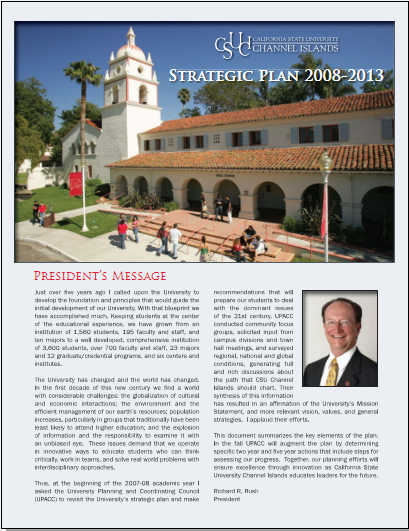 CSU CI
CALIFORNIA STATE UNIVERSITY
CHANNEL ISLANDS
STRATEGIC PLAN 2008-2013
PRESIDENT'S MESSAGE
Just over five years ago I called upon the University to
develop the foundation and principles that would guide the
initial development of our University. With that blueprint we
have accomplished much. Keeping students at the center
of the educational experience, we have grown from an
institution of 1,560 students, 195 faculty and staff, and
ten majors to a well developed, comprehensive institution
of 3,600 students, over 700 faculty and staff, 23 majors
and 12 graduate/credential programs, and six centers and
institutes.
The University has changed and the world has changed.
In the first decade of this new century we find a world
with considerable challenges; the globalization of cultural
and economic interactions; the environment and the
efficient management of our earth's resources; population
increases, particularly in groups that traditionally have been
least likely to attend higher education; and the explosion
of information and the responsibility to examine it with
an unbiased eye. These issues demand that we operate
in innovative ways to educate students who can think
critically, work in teams, and solve real world problems with
interdisciplinary approaches.
Thus, at the beginning of the 2007-08 academic year I
asked the University Planning and Coordinating Council
(UPACC) to revisit the University's strategic plan and make
recommendations that will
prepare our students to deal
with the dominant issues
of the 21st century. UPACC
conducted community focus
groups, solicited input from
campus divisions and town
hall meetings, and surveyed
regional, national and global
conditions, generating full
and rich discussions about
the path that CSU Channel
Islands should chart. Their
synthesis of this information
has resulted in an affirmation of the University's Mission
Statement, and more relevant vision, values, and general
strategies. I applaud their efforts.
This document summarizes the key elements of the plan.
In the fall UPACC will augment the plan by determining
specific two year and five year actions that include steps for
assessing our progress. Together, our planning efforts will
ensure excellence through innovation as California State
University Channel Islands educates leaders for the future.
Richard R. Rush
President